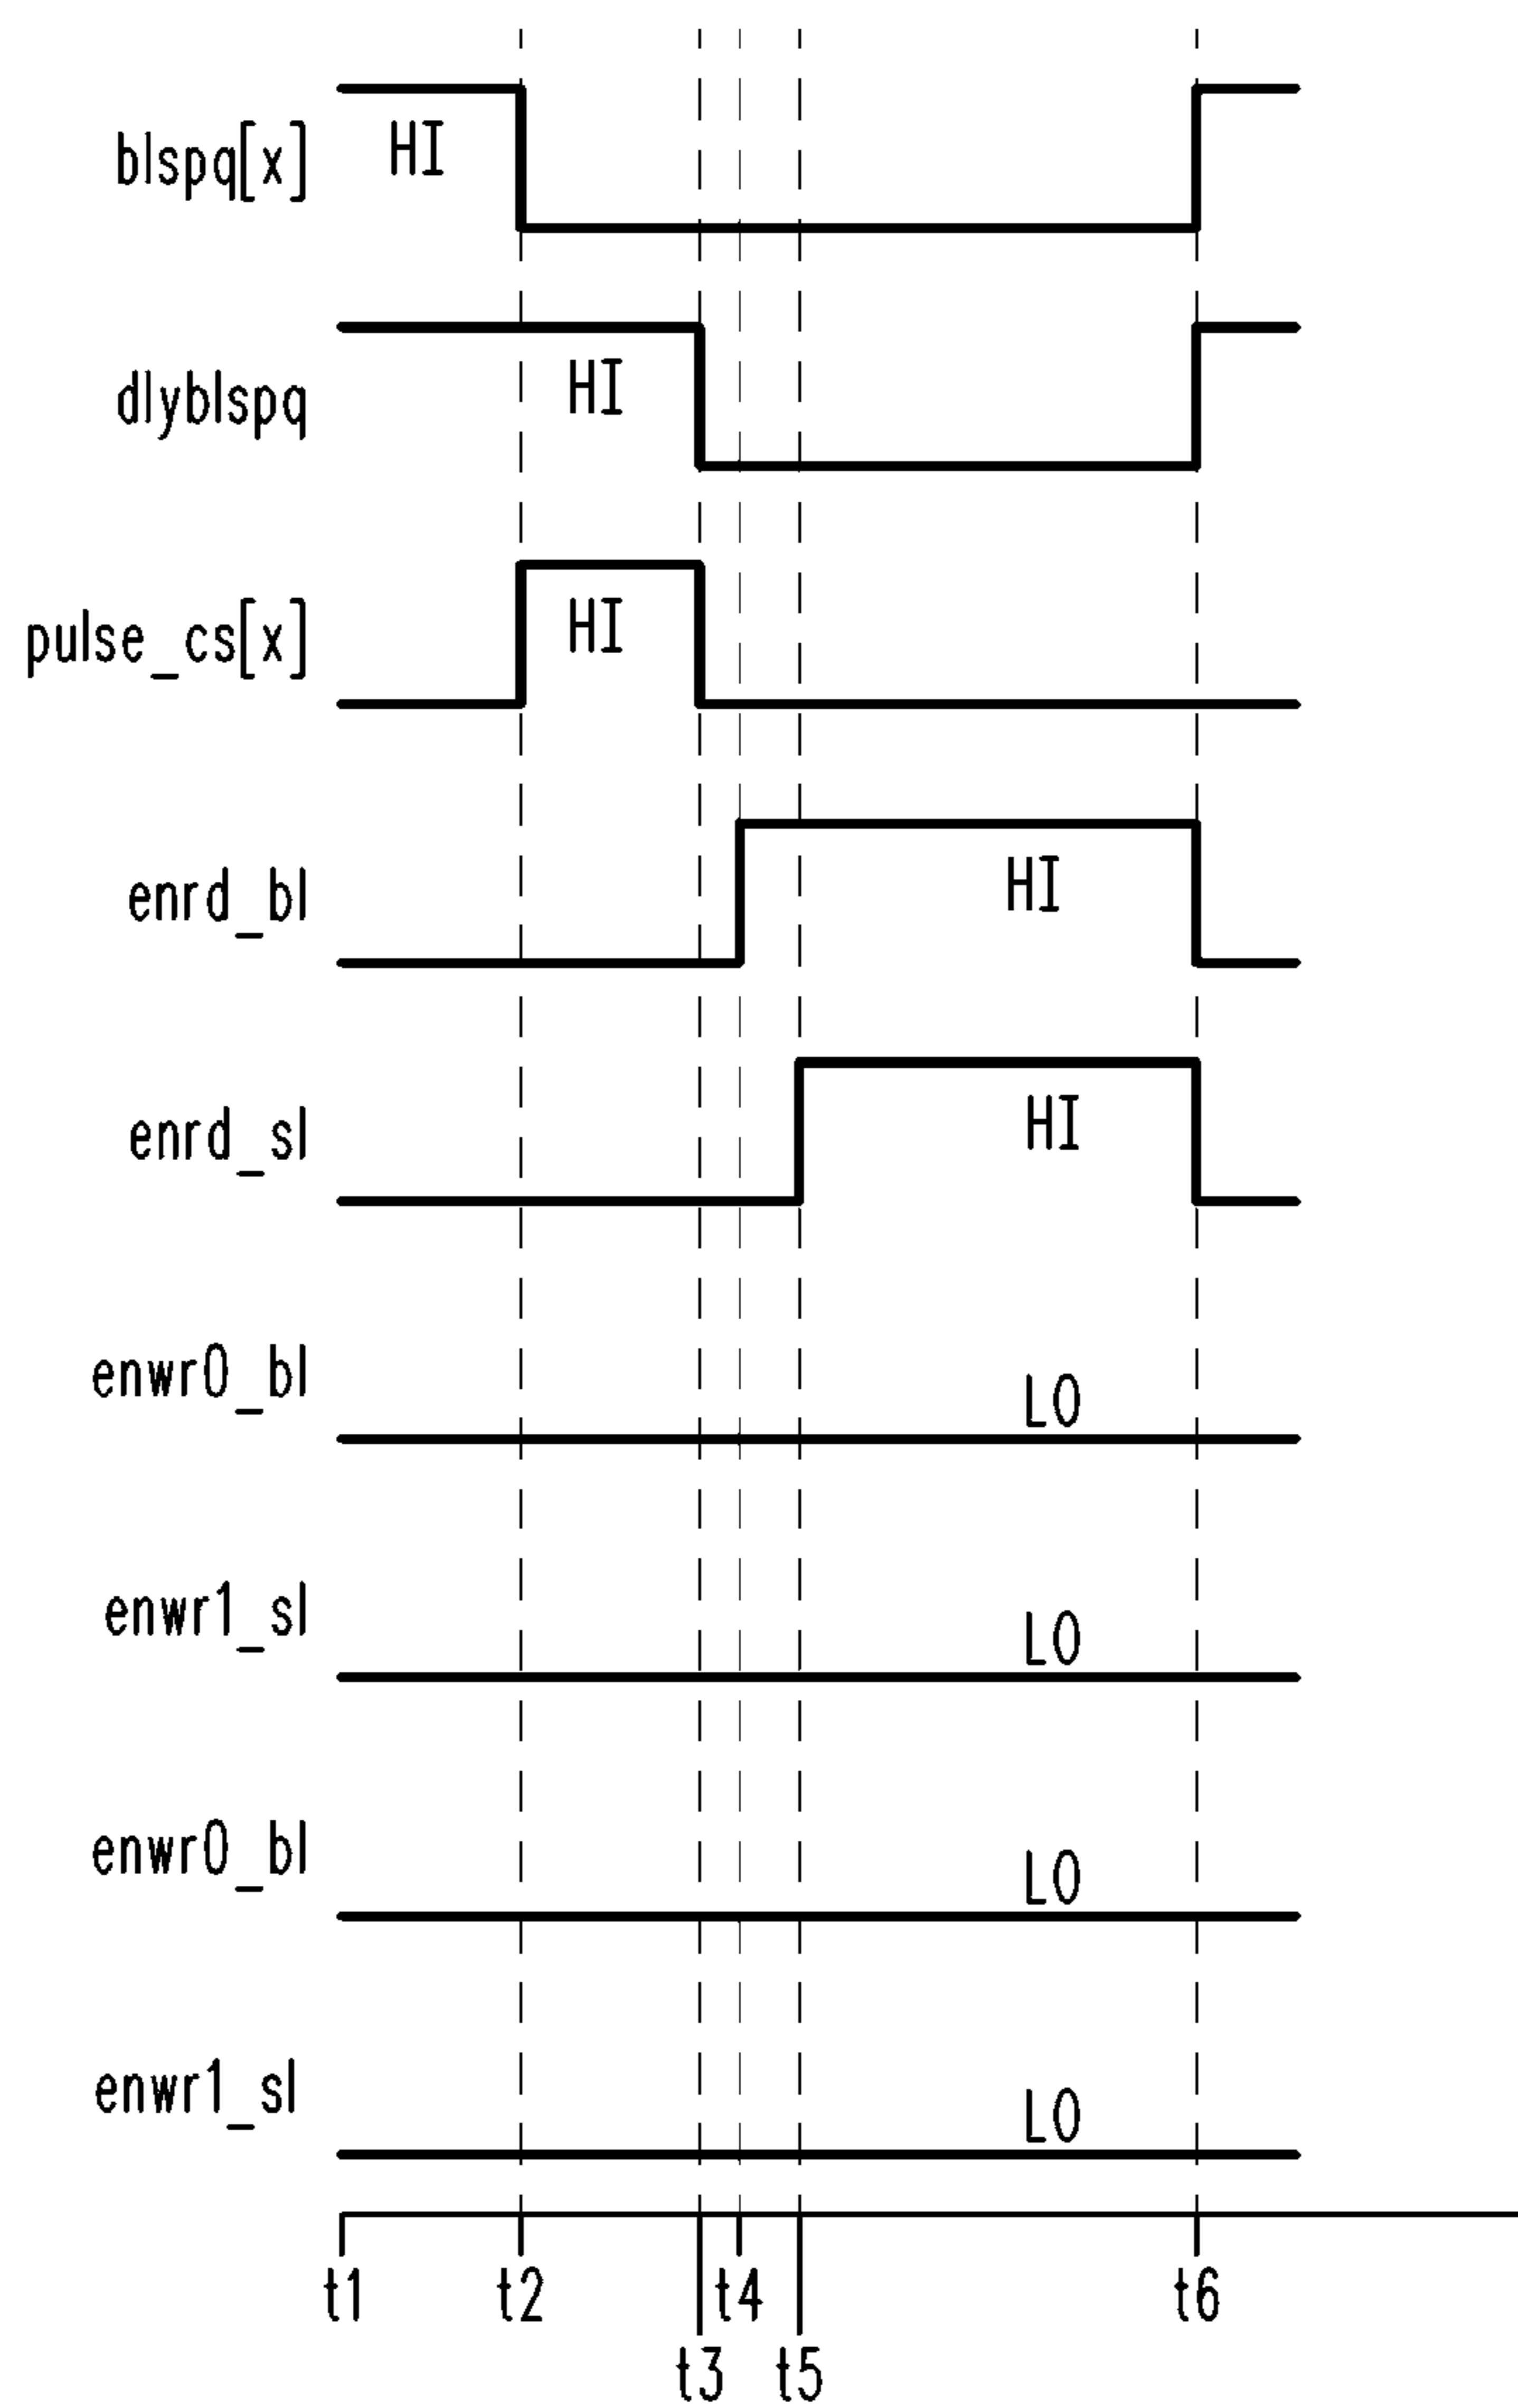 blspq[x] HI
dlyblspq HI
pulse_cs[x] HI
enrd_bl HI
enrd_sl HI
enwr0_bl LO
enwr1_sl LO
enwr0_bl LO
enwr1_sl LO
t1 t2 t4 t6
t3 t5